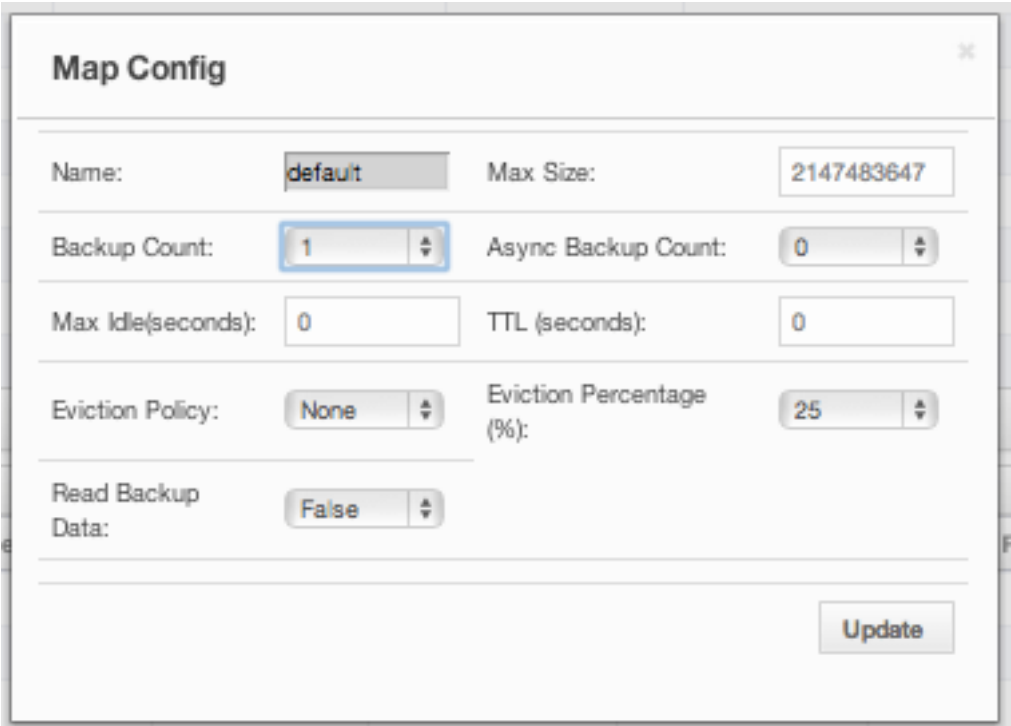 Map Config
Name: default Max Size: 2147483647
Backup Count: 1 Async Backup Count: 0
Max Idle(seconds): 0 TTL (seconds): 0
Eviction Policy: None Eviction Percentage
(%): 25
Read Backup
Data: False
Update